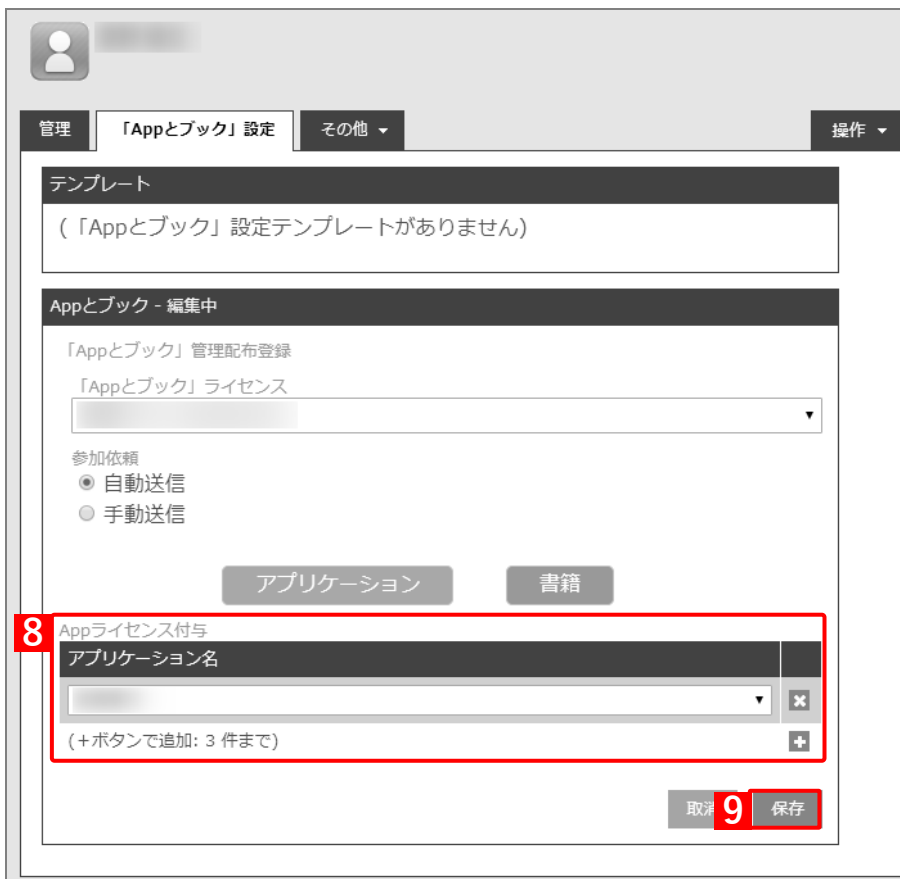 管理
「Appとブック」設定
その他
操作
テンプレート
(「Appとブック」設定テンプレートがありません)
Appとブック - 編集中
「Appとブック」管理配布登録
「Appとブック」ライセンス
参加依頼
自動送信
手動送信
アプリケーション
書籍
8
Appライセンス付与
アプリケーション名
(+ボタンで追加: 3 件まで)
9
保存